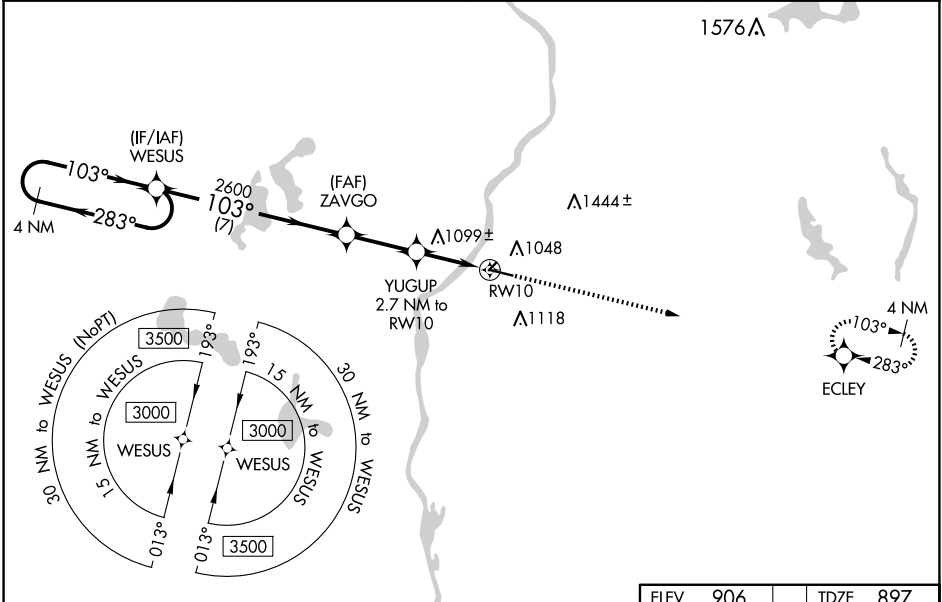 1576
(IF/IAF)
WESUS
103°
283°
4 NM
2600
103°
(7)
(FAF)
ZAVGO
1099±
1444±
1048
YUGUP
2.7 NM to
RW10
RW10
1118
4 NM
103°
283°
ECLEY
30 NM to WESUS (NoPT)
3500
193°
15 NM to WESUS
3000
WESUS
013°
193°
15 NM to WESUS
30 NM to WESUS
3000
WESUS
013°
3500
ELEV 906
TDZE 897